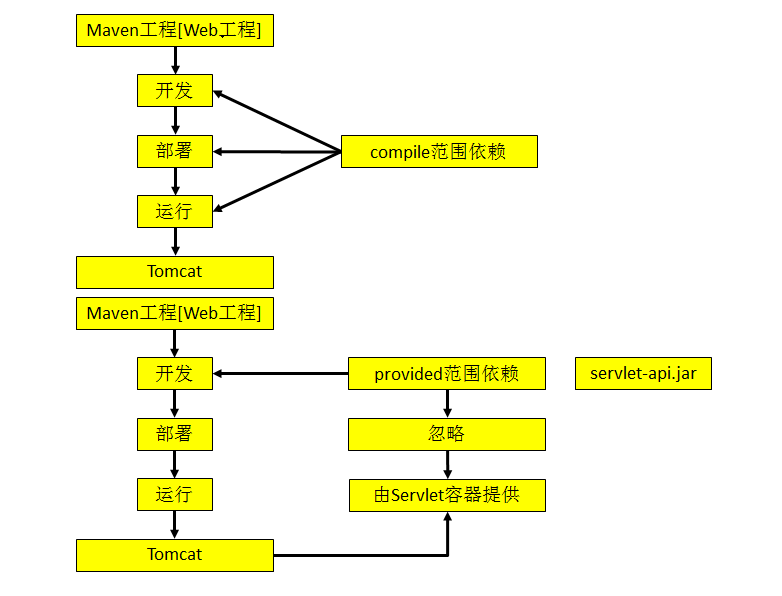 Maven工程[Web工程]
开发
部署
compile范围依赖
运行
Tomcat
Maven工程[Web工程]
开发
provided范围依赖
servlet-api.jar
部署
忽略
运行
由Servlet容器提供
Tomcat